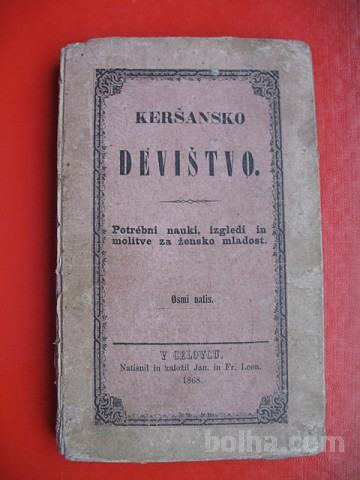 KERŠANSKO
DEVIŠTVO.
Potrébni nauki, izgledi in
molitve za žensko mladost.
Osmi natis.
V CELOVCU.
Natisnil in založil Jan. in Fr. Leon.
1868.
bolha.com